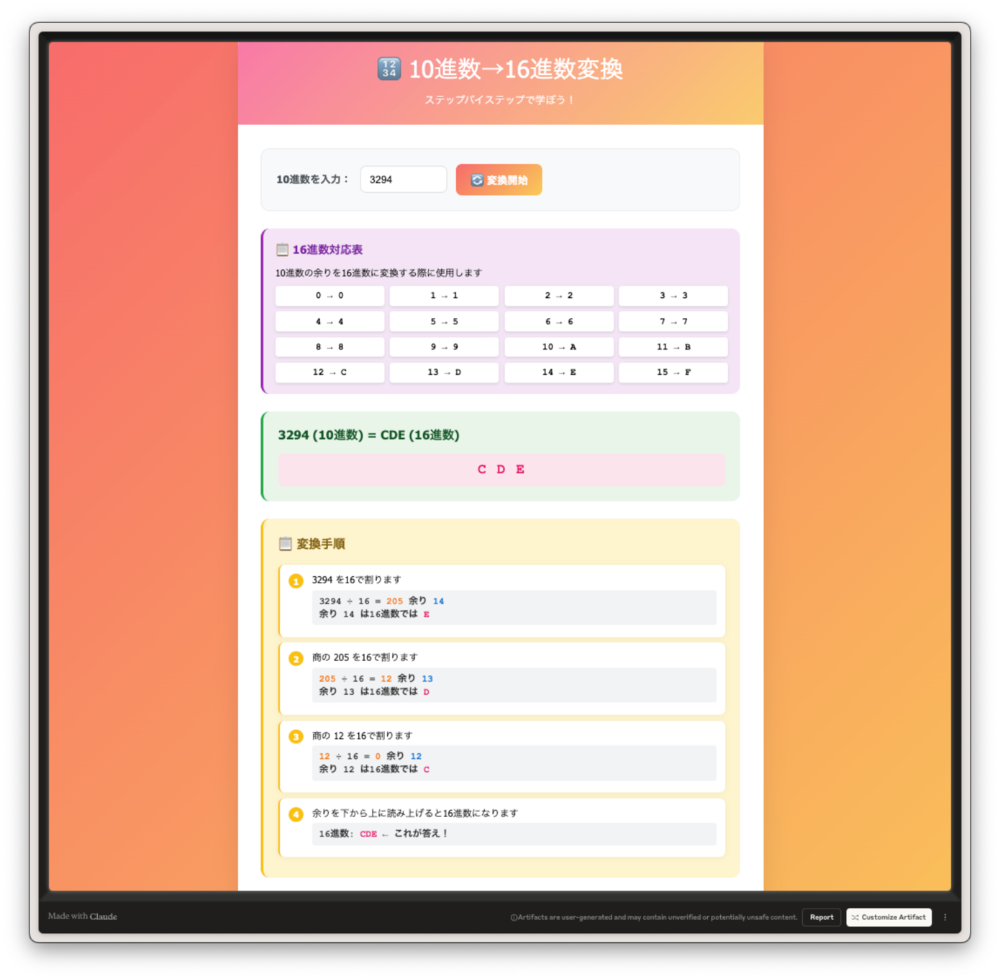 10進数→16進数変換
ステップバイステップで学ぼう！
10進数を入力： 3294 変換開始
16進数対応表
10進数の余りを16進数に変換する際に使用します
0 → 0 1 → 1 2 → 2 3 → 3
4 → 4 5 → 5 6 → 6 7 → 7
8 → 8 9 → 9 10 → A 11 → B
12 → C 13 → D 14 → E 15 → F
3294 (10進数) = CDE (16進数)
C D E
変換手順
1 3294 を16で割ります
3294 ÷ 16 = 205 余り 14
余り 14 は16進数では E
2 商の 205 を16で割ります
205 ÷ 16 = 12 余り 13
余り 13 は16進数では D
3 商の 12 を16で割ります
12 ÷ 16 = 0 余り 12
余り 12 は16進数では C
4 余りを下から上に読み上げると16進数になります
16進数: CDE ← これが答え！
Made with Claude Artifacts are user-generated and may contain unverified or potentially unsafe content. Report Customize Artifact